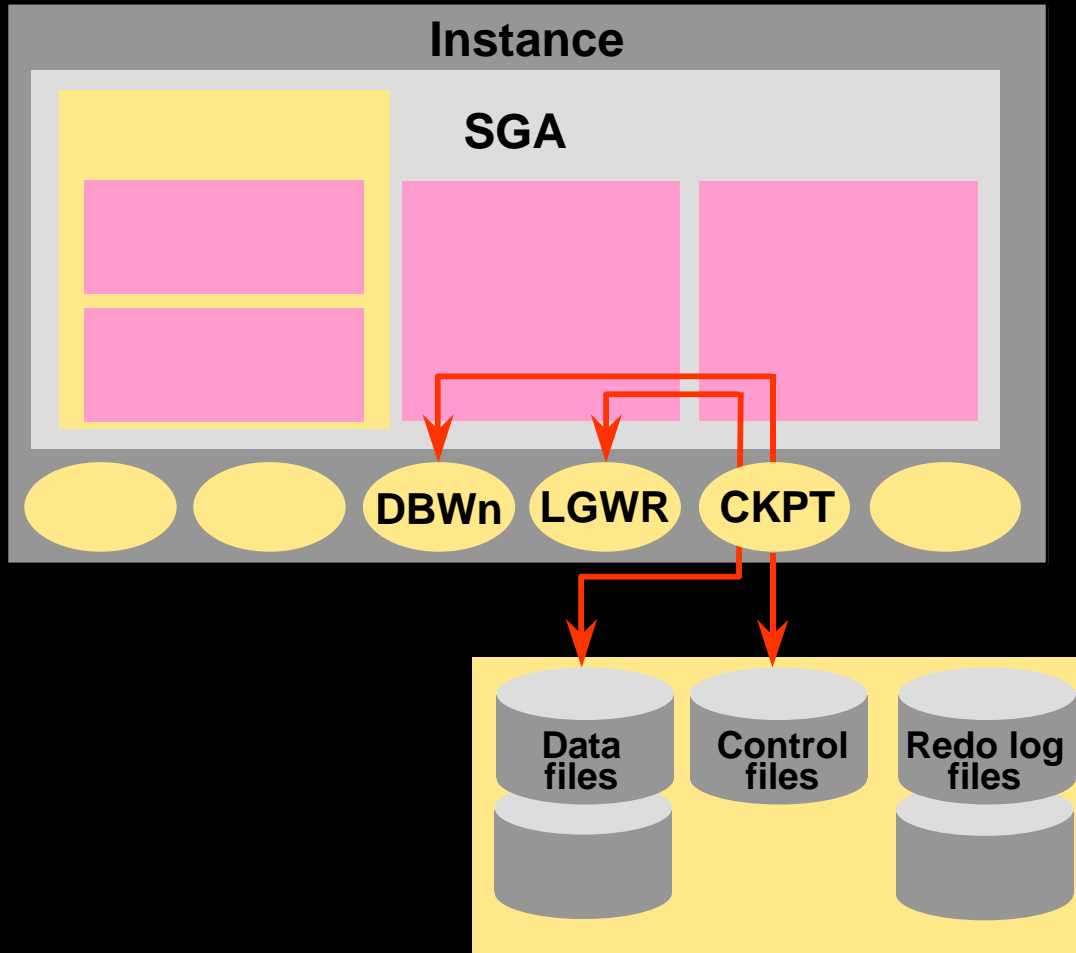 Instance
SGA
DBWn
LGWR
CKPT
Data
files
Control
files
Redo log
files